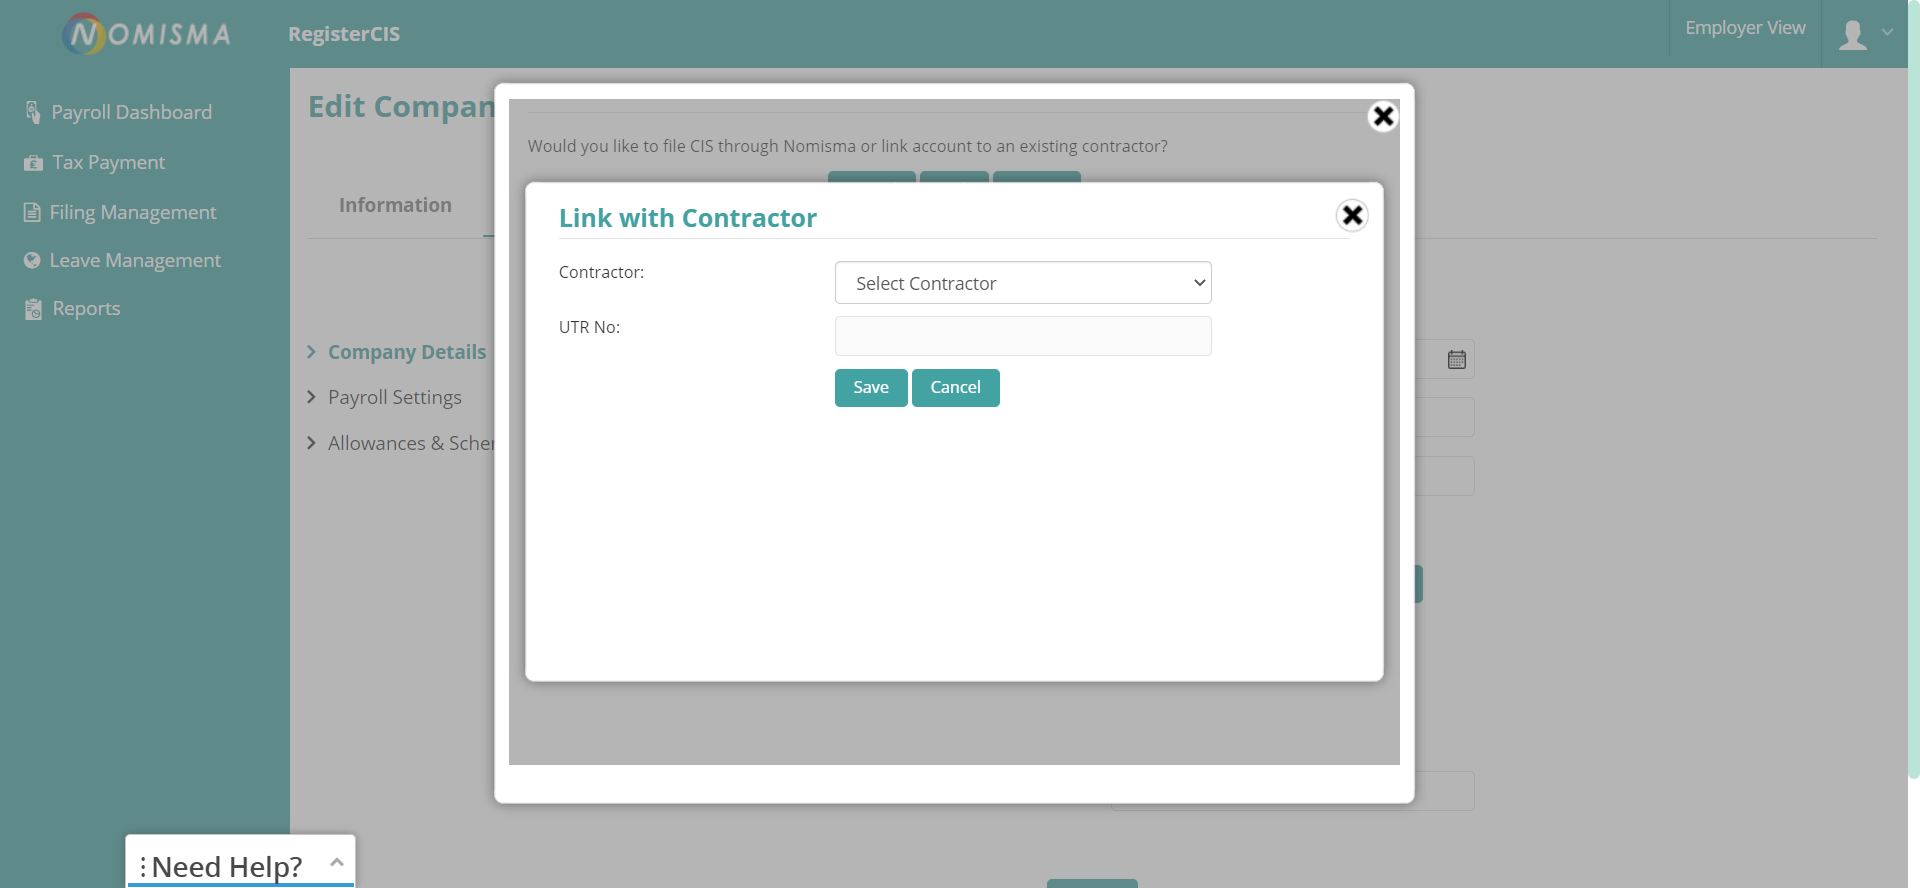 NOMISMA
RegisterCIS
Employer View
Payroll Dashboard
Tax Payment
Filing Management
Leave Management
Reports
Edit Compan
Information
Company Details
Payroll Settings
Allowances & Scher
Would you like to file CIS through Nomisma or link account to an existing contractor?
Link with Contractor
Contractor:
Select Contractor
UTR No:
Save Cancel
Need Help?